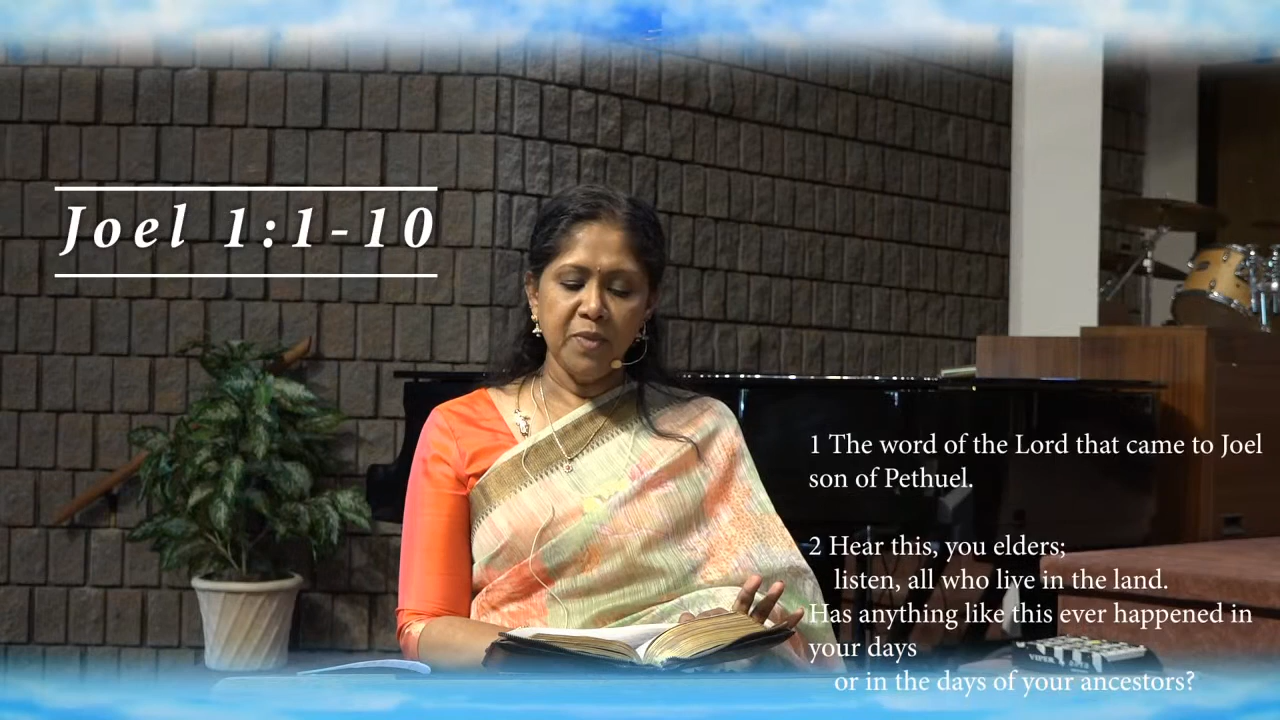 Joel 1:1-10
1 The word of the Lord that came to Joel
son of Pethuel.
2 Hear this, you elders;
listen, all who live in the land.
Has anything like this ever happened in
your days
or in the days of your ancestors?
VIPER